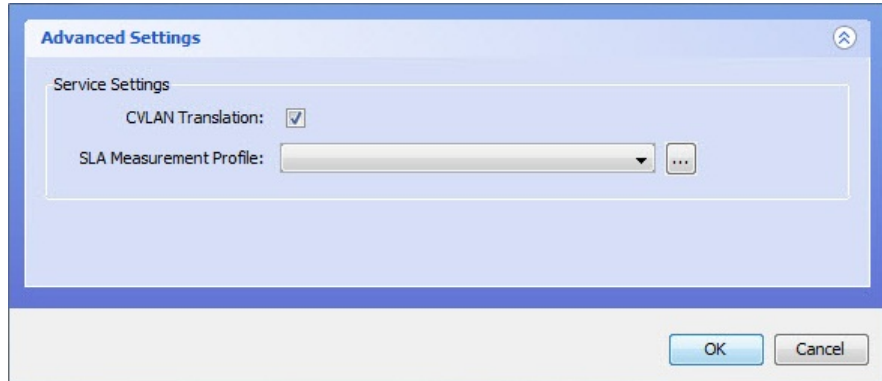 Advanced Settings
Service Settings
CVLAN Translation:
SLA Measurement Profile:
...
OK Cancel